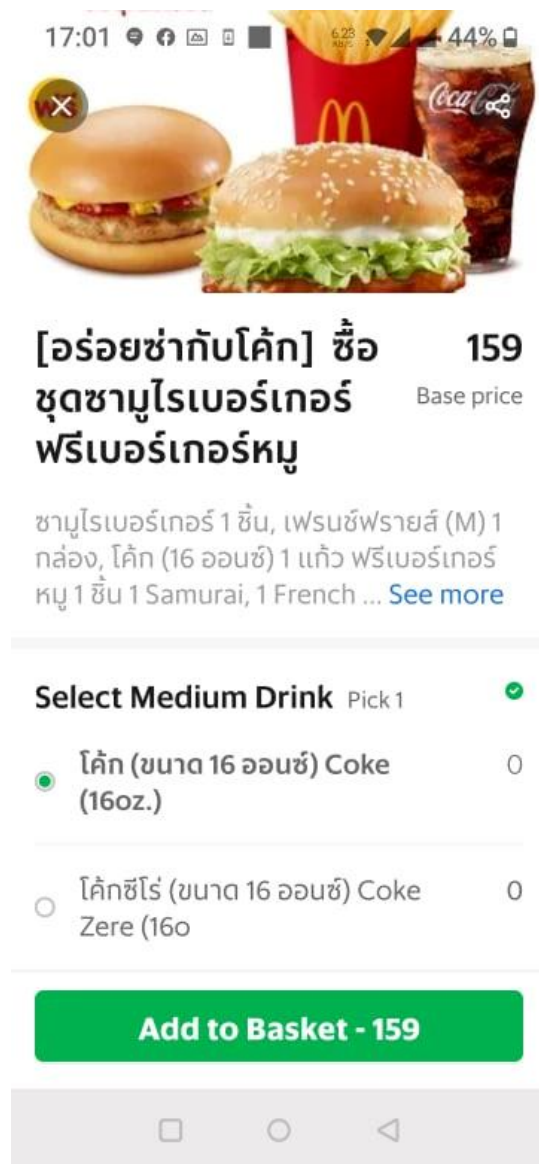 17:01
6.23
KB/S
44%
ฟรี
Coca-Cola
[อร่อยซ่ากับโค้ก] ซื้อ
ชุดซามูไรเบอร์เกอร์
ฟรีเบอร์เกอร์หมู
159
Base price
ซามูไรเบอร์เกอร์ 1 ชิ้น, เฟรนช์ฟรายส์ (M) 1
กล่อง, โค้ก (16 ออนซ์) 1 แก้ว ฟรีเบอร์เกอร์
หมู 1 ชิ้น 1 Samurai, 1 French ... See more
Select Medium Drink Pick 1
โค้ก (ขนาด 16 ออนซ์) Coke 0
(16oz.)
โค้กซีโร่ (ขนาด 16 ออนซ์) Coke 0
Zere (16o
Add to Basket - 159